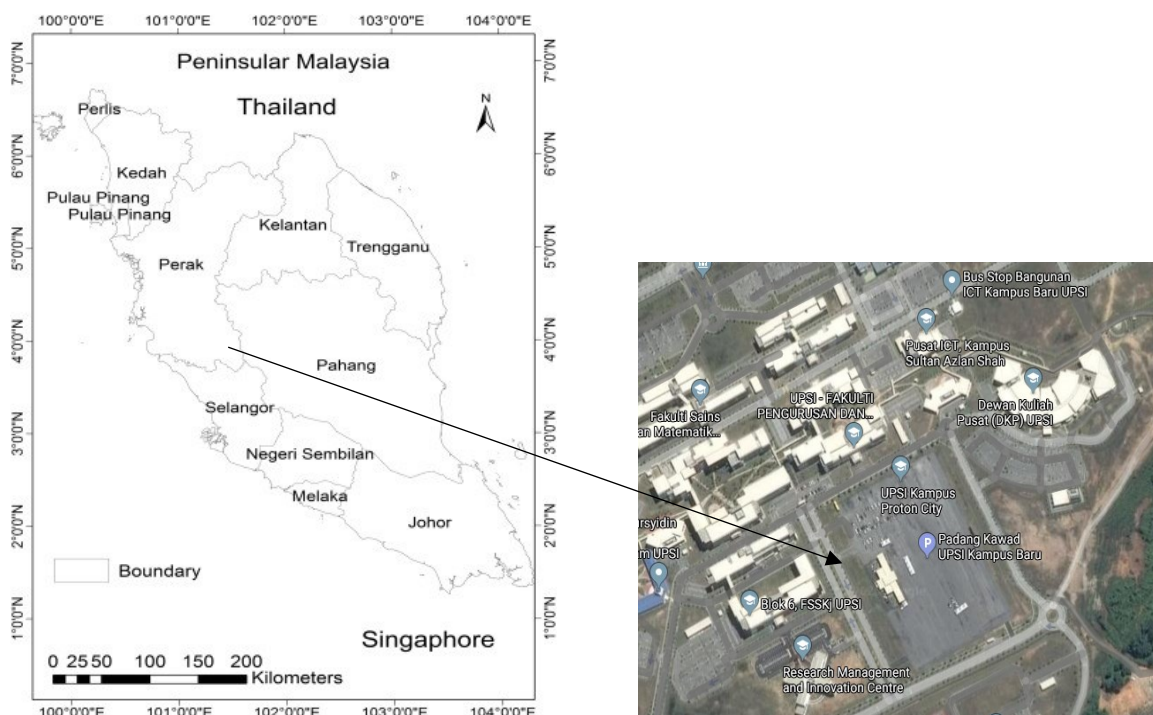 100°0'0"E 101°0'0"E 102°0'0"E 103°0'0"E 104°0'0"E
Peninsular Malaysia
Thailand
N
Perlis
Kedah
Pulau Pinang
Pulau Pinang
Kelantan
Trengganu
Perak
Pahang
Selangor
Negeri Sembilan
Melaka
Johor
Boundary
Singaphore
0 25 50 100 150 200
Kilometers
7°0'0"N
6°0'0"N
5°0'0"N
4°0'0"N
3°0'0"N
2°0'0"N
1°0'0"N
7°0'0"N
6°0'0"N
5°0'0"N
4°0'0"N
3°0'0"N
2°0'0"N
1°0'0"N
100°0'0"E 101°0'0"E 102°0'0"E 103°0'0"E 104°0'0"E
Bus Stop Bangunan
ICT Kampus Baru UPSI
Pusat ICT, Kampus
Sultan Azlan Shah
Dewan Kuliah
Pusat (DKP) UPSI
UPSI - FAKULTI
PENGURUSAN DAN...
Fakulti Sains
an Matematik...
UPSI Kampus
Proton City
Padang Kawad
UPSI Kampus Baru
P
ursyidin
m UPSI
Blok 6, FSSKj UPSI
Research Management
and Innovation Centre